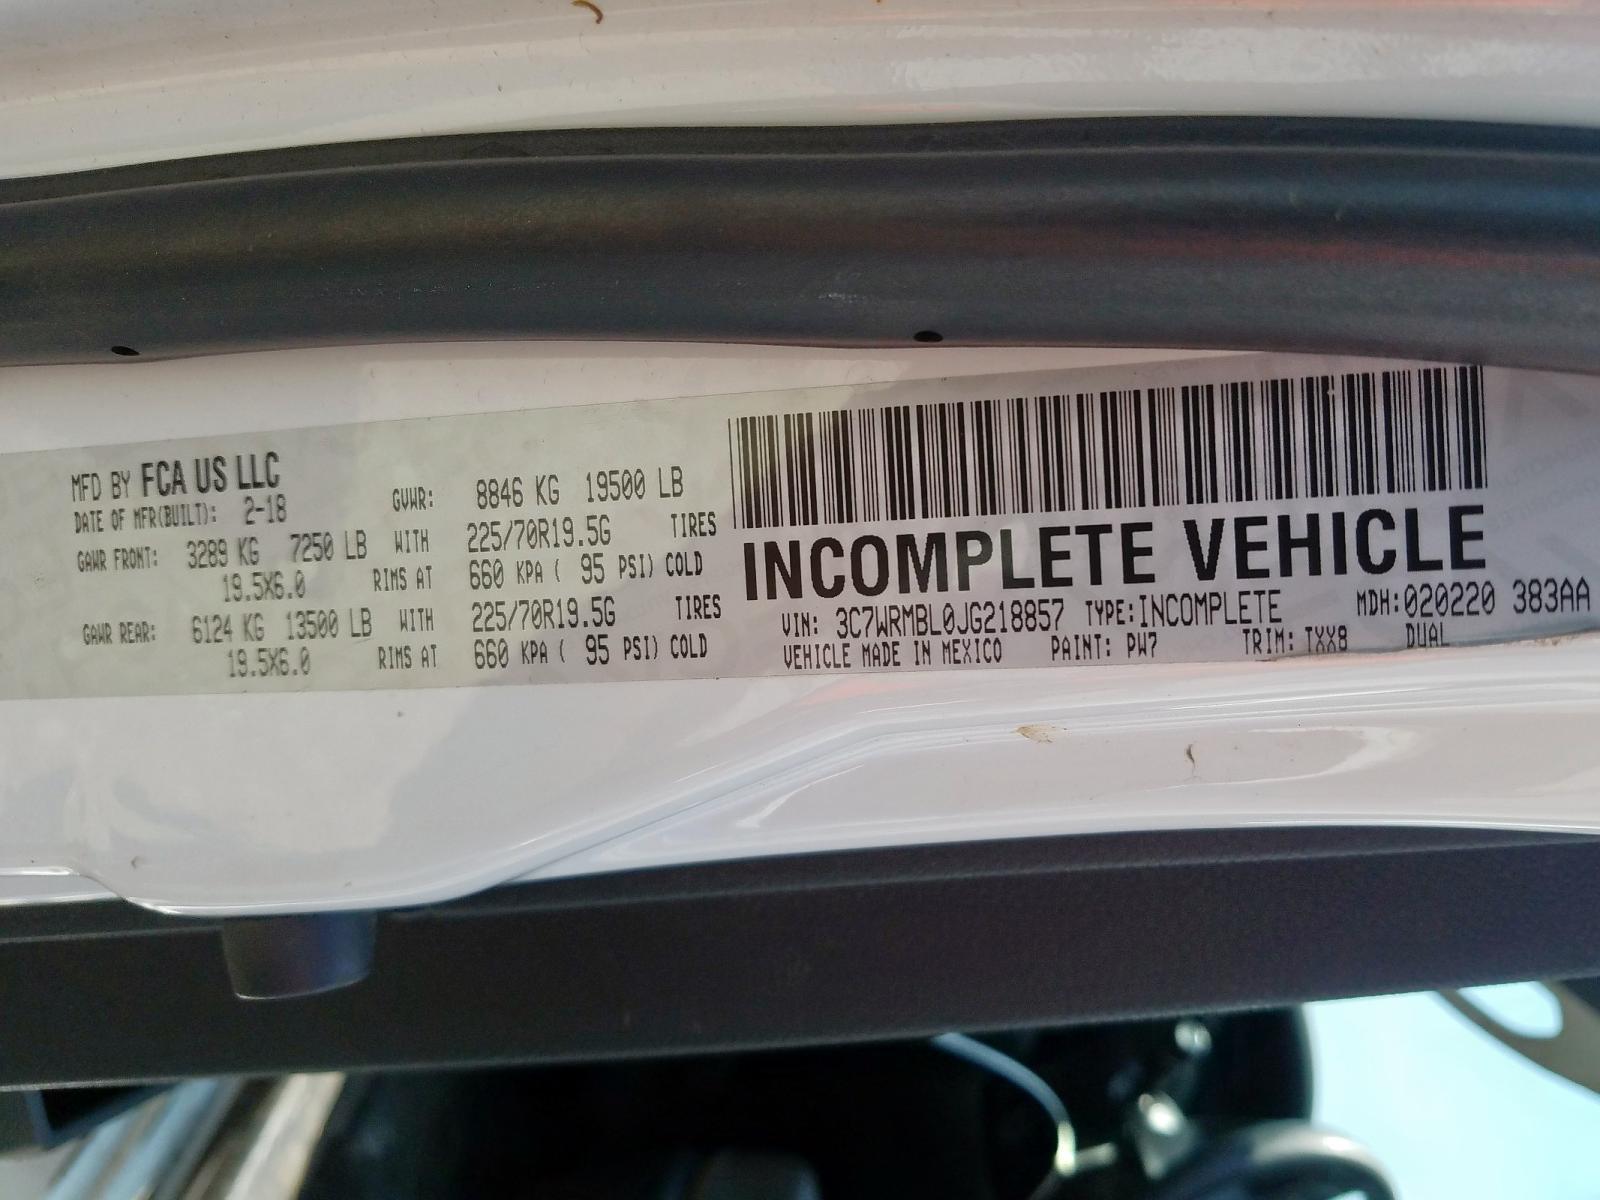 MFD BY FCA US LLC
DATE OF MFR(BUILT): 2-18
GVWR: 8846 KG 19500 LB
GAWR FRONT: 3289 KG 7250 LB WITH 225/70R19.5G TIRES
19.5X6.0 RIMS AT 660 KPA ( 95 PSI) COLD
GAWR REAR: 6124 KG 13500 LB WITH 225/70R19.5G TIRES
19.5X6.0 RIMS AT 660 KPA ( 95 PSI) COLD
INCOMPLETE VEHICLE
VIN: 3C7WRMBL0JG218857 TYPE:INCOMPLETE MDH:020220 383AA
VEHICLE MADE IN MEXICO PAINT: PW7 TRIM: TXX8 DUAL